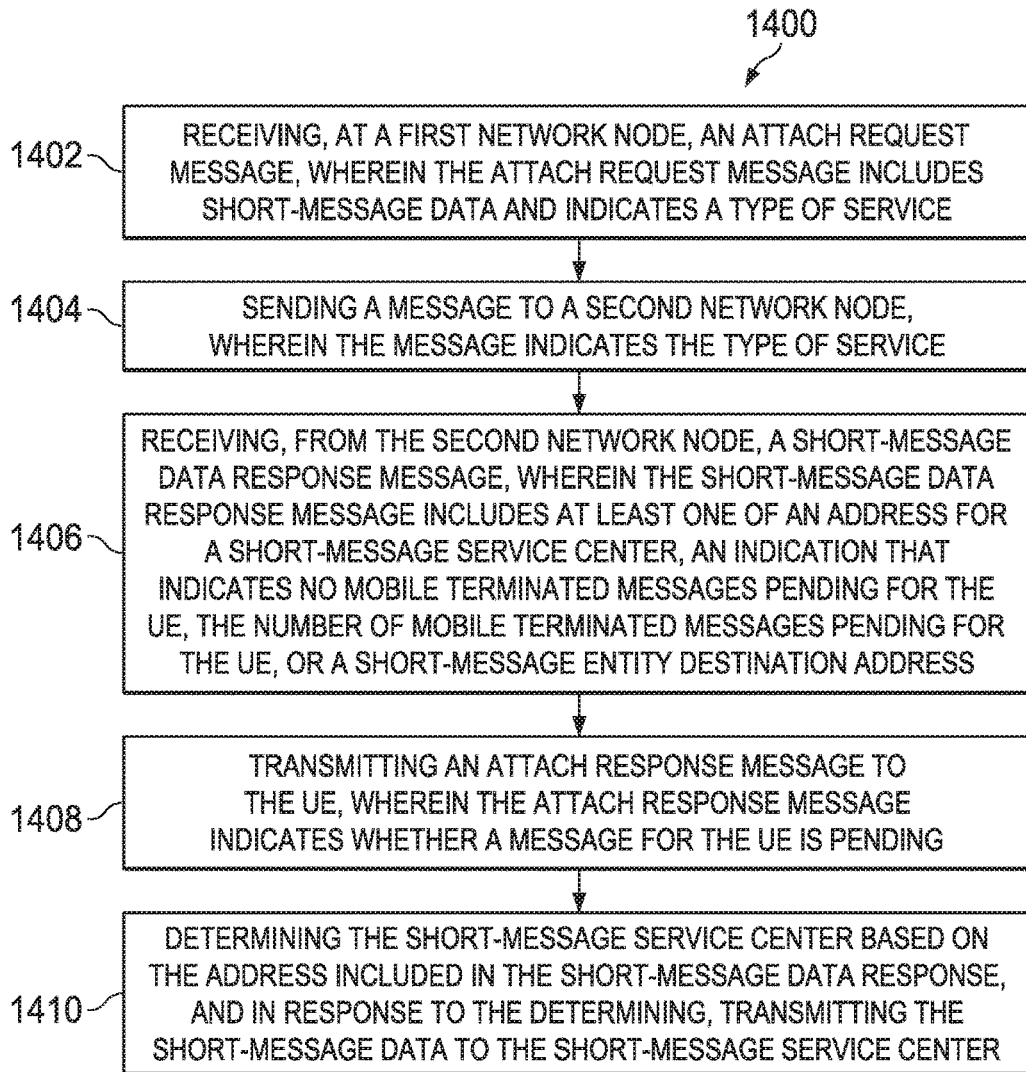 1400
1402
RECEIVING, AT A FIRST NETWORK NODE, AN ATTACH REQUEST
MESSAGE, WHEREIN THE ATTACH REQUEST MESSAGE INCLUDES
SHORT-MESSAGE DATA AND INDICATES A TYPE OF SERVICE
1404
SENDING A MESSAGE TO A SECOND NETWORK NODE,
WHEREIN THE MESSAGE INDICATES THE TYPE OF SERVICE
1406
RECEIVING, FROM THE SECOND NETWORK NODE, A SHORT-MESSAGE
DATA RESPONSE MESSAGE, WHEREIN THE SHORT-MESSAGE DATA
RESPONSE MESSAGE INCLUDES AT LEAST ONE OF AN ADDRESS FOR
A SHORT-MESSAGE SERVICE CENTER, AN INDICATION THAT
INDICATES NO MOBILE TERMINATED MESSAGES PENDING FOR THE
UE, THE NUMBER OF MOBILE TERMINATED MESSAGES PENDING FOR
THE UE, OR A SHORT-MESSAGE ENTITY DESTINATION ADDRESS
1408
TRANSMITTING AN ATTACH RESPONSE MESSAGE TO
THE UE, WHEREIN THE ATTACH RESPONSE MESSAGE
INDICATES WHETHER A MESSAGE FOR THE UE IS PENDING
1410
DETERMINING THE SHORT-MESSAGE SERVICE CENTER BASED ON
THE ADDRESS INCLUDED IN THE SHORT-MESSAGE DATA RESPONSE,
AND IN RESPONSE TO THE DETERMINING, TRANSMITTING THE
SHORT-MESSAGE DATA TO THE SHORT-MESSAGE SERVICE CENTER